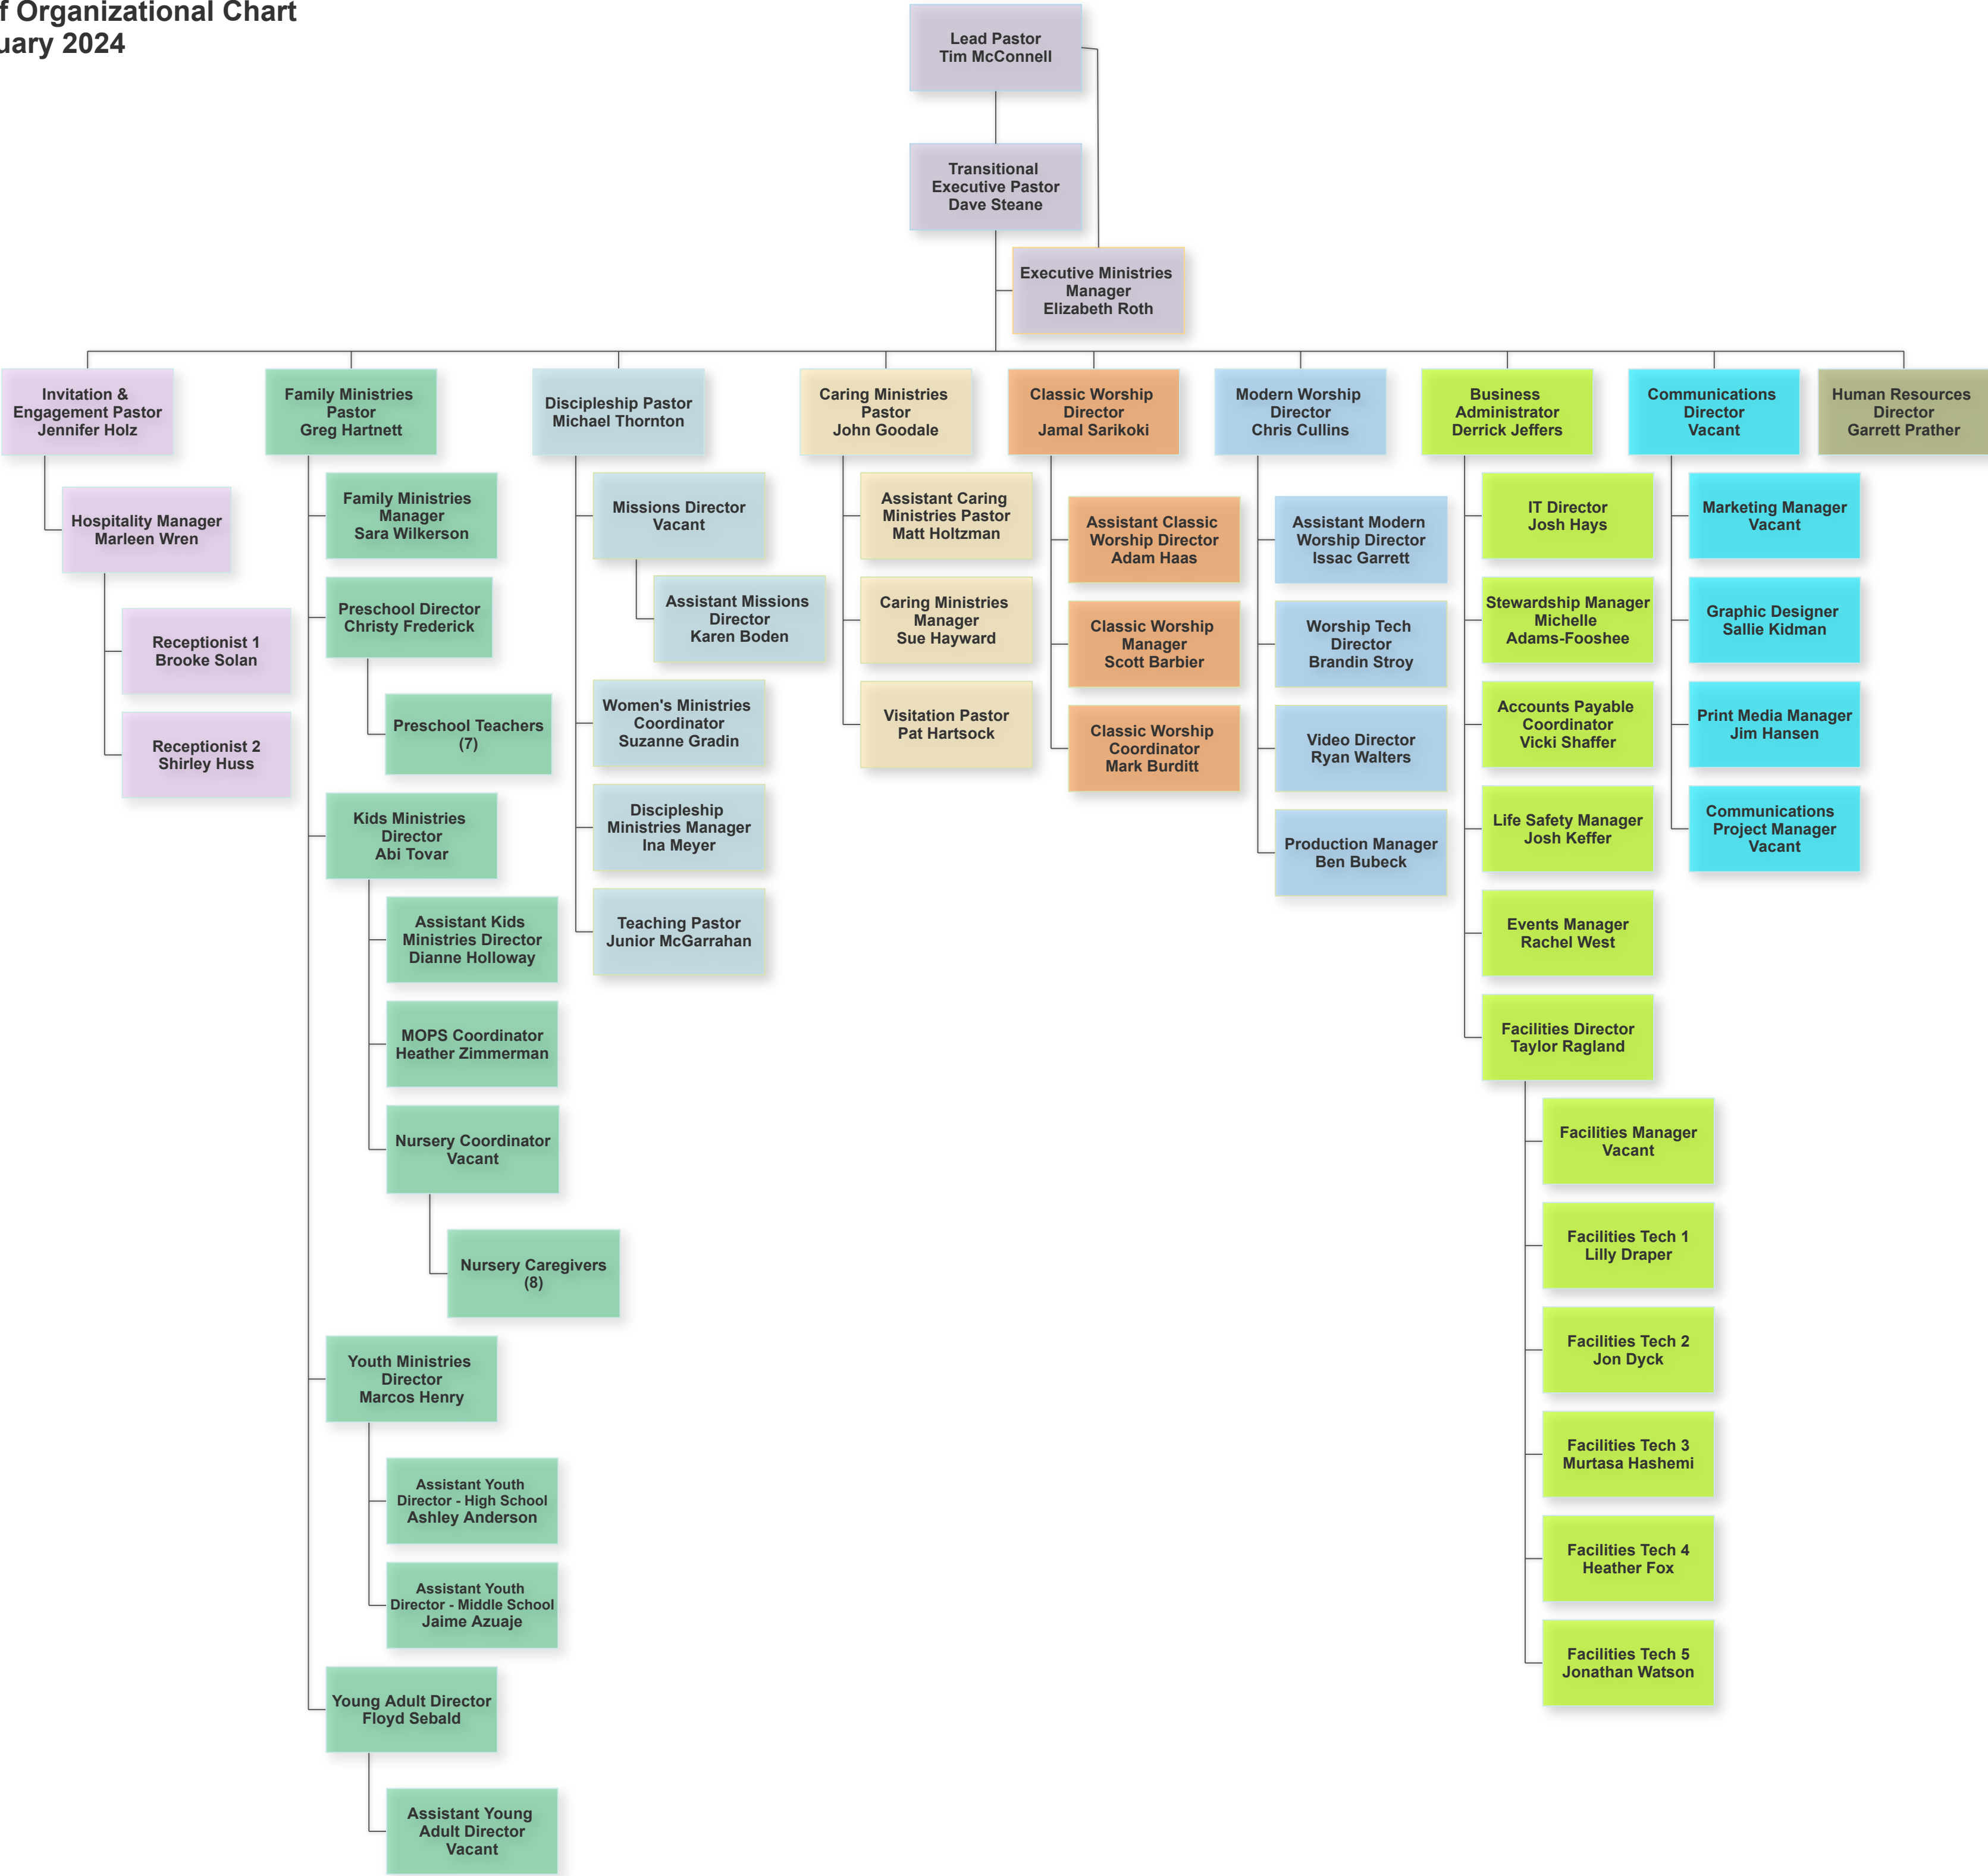 f Organizational Chart
uary 2024
Lead Pastor
Tim McConnell
Transitional
Executive Pastor
Dave Steane
Executive Ministries
Manager
Elizabeth Roth
Invitation &
Engagement Pastor
Jennifer Holz
Hospitality Manager
Marleen Wren
Receptionist 1
Brooke Solan
Receptionist 2
Shirley Huss
Family Ministries
Pastor
Greg Hartnett
Family Ministries
Manager
Sara Wilkerson
Preschool Director
Christy Frederick
Preschool Teachers
(7)
Kids Ministries
Director
Abi Tovar
Assistant Kids
Ministries Director
Dianne Holloway
MOPS Coordinator
Heather Zimmerman
Nursery Coordinator
Vacant
Nursery Caregivers
(8)
Youth Ministries
Director
Marcos Henry
Assistant Youth
Director - High School
Ashley Anderson
Assistant Youth
Director - Middle School
Jaime Azuaje
Young Adult Director
Floyd Sebald
Assistant Young
Adult Director
Vacant
Discipleship Pastor
Michael Thornton
Missions Director
Vacant
Assistant Missions
Director
Karen Boden
Women's Ministries
Coordinator
Suzanne Gradin
Discipleship
Ministries Manager
Ina Meyer
Teaching Pastor
Junior McGarrahan
Caring Ministries
Pastor
John Goodale
Assistant Caring
Ministries Pastor
Matt Holtzman
Caring Ministries
Manager
Sue Hayward
Visitation Pastor
Pat Hartsock
Classic Worship
Director
Jamal Sarikoki
Assistant Classic
Worship Director
Adam Haas
Classic Worship
Manager
Scott Barbier
Classic Worship
Coordinator
Mark Burditt
Modern Worship
Director
Chris Cullins
Assistant Modern
Worship Director
Issac Garrett
Worship Tech
Director
Brandin Stroy
Video Director
Ryan Walters
Production Manager
Ben Bubeck
Business
Administrator
Derrick Jeffers
IT Director
Josh Hays
Stewardship Manager
Michelle
Adams-Fooshee
Accounts Payable
Coordinator
Vicki Shaffer
Life Safety Manager
Josh Keffer
Events Manager
Rachel West
Facilities Director
Taylor Ragland
Facilities Manager
Vacant
Facilities Tech 1
Lilly Draper
Facilities Tech 2
Jon Dyck
Facilities Tech 3
Murtasa Hashemi
Facilities Tech 4
Heather Fox
Facilities Tech 5
Jonathan Watson
Communications
Director
Vacant
Marketing Manager
Vacant
Graphic Designer
Sallie Kidman
Print Media Manager
Jim Hansen
Communications
Project Manager
Vacant
Human Resources
Director
Garrett Prather